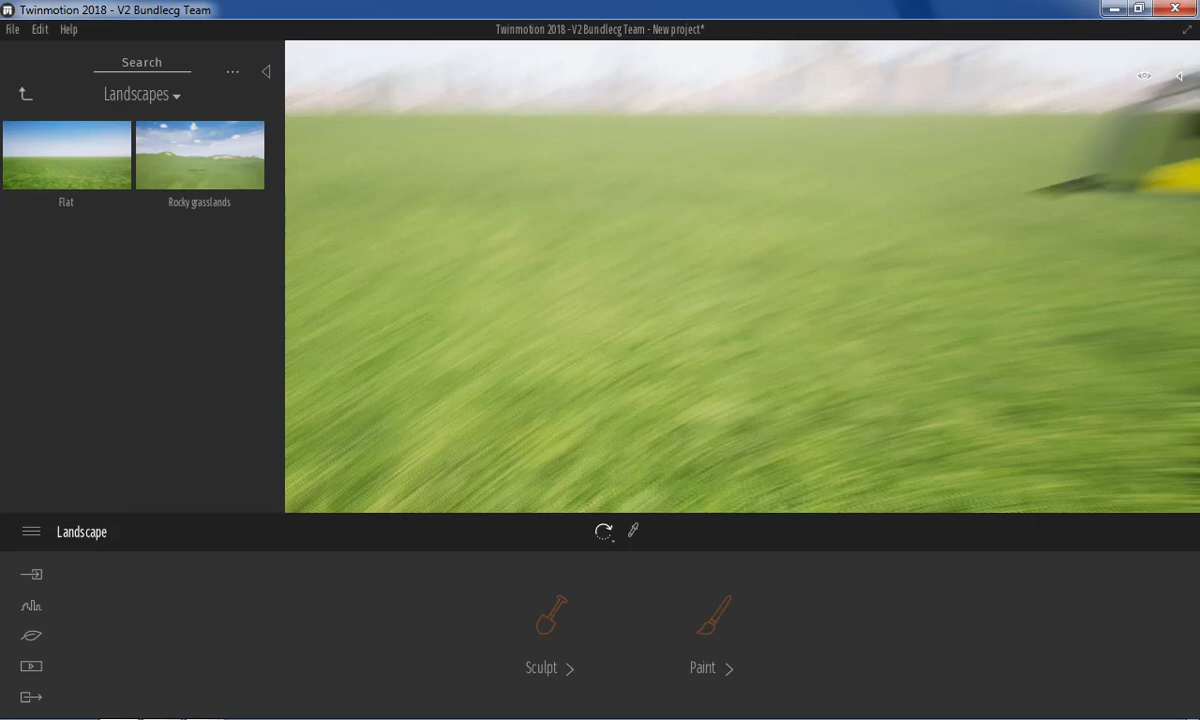 Twinmotion 2018 - V2 Bundlecg Team
File Edit Help
Twinmotion 2018 - V2 Bundlecg Team - New project*
Search
...
Landscapes
Flat
Rocky grasslands
Landscape
Sculpt
Paint